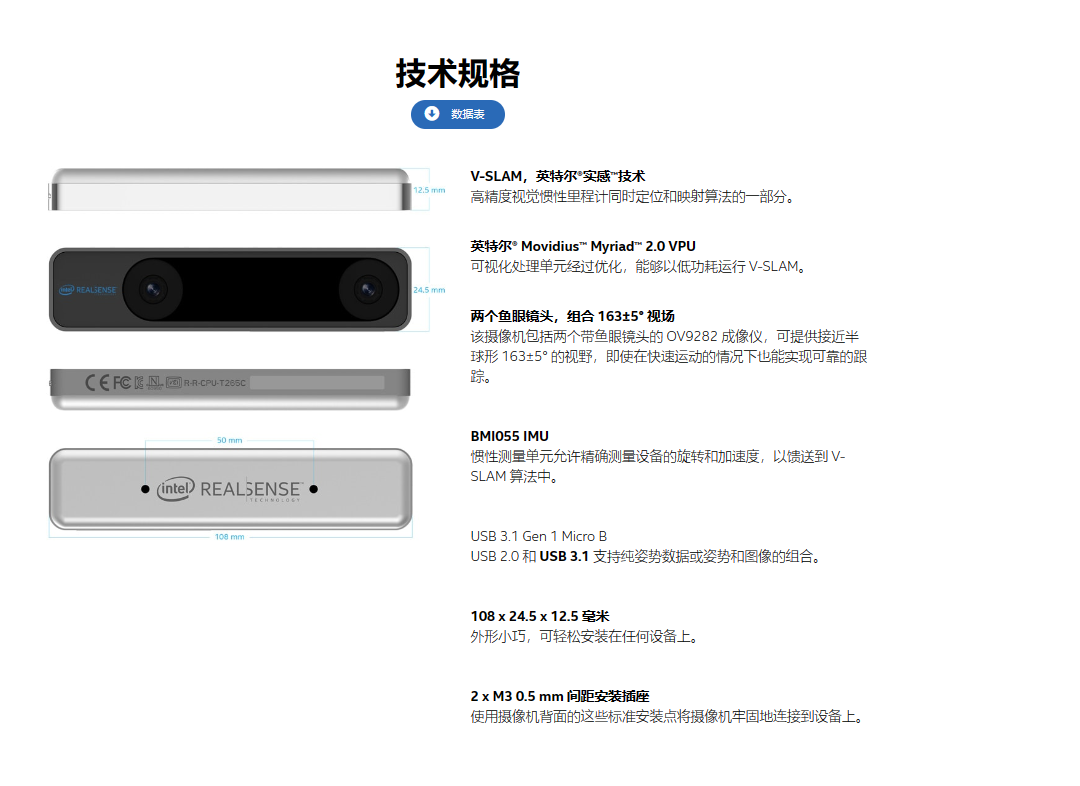 技术规格
数据表
12.5 mm
intel REALSENSE
24.5 mm
CE FC R-R-CPU-T265C
50 mm
intel REALSENSE
TECHNOLOGY
108 mm
V-SLAM，英特尔®实感™技术
高精度视觉惯性里程计同时定位和映射算法的一部分。
英特尔® Movidius™ Myriad™ 2.0 VPU
可视化处理单元经过优化，能够以低功耗运行 V-SLAM。
两个鱼眼镜头，组合 163±5° 视场
该摄像机包括两个带鱼眼镜头的 OV9282 成像仪，可提供接近半
球形 163±5° 的视野，即使在快速运动的情况下也能实现可靠的跟
踪。
BMI055 IMU
惯性测量单元允许精确测量设备的旋转和加速度，以馈送到 V-
SLAM 算法中。
USB 3.1 Gen 1 Micro B
USB 2.0 和 USB 3.1 支持纯姿势数据或姿势和图像的组合。
108 x 24.5 x 12.5 毫米
外形小巧，可轻松安装在任何设备上。
2 x M3 0.5 mm 间距安装插座
使用摄像机背面的这些标准安装点将摄像机牢固地连接到设备上。